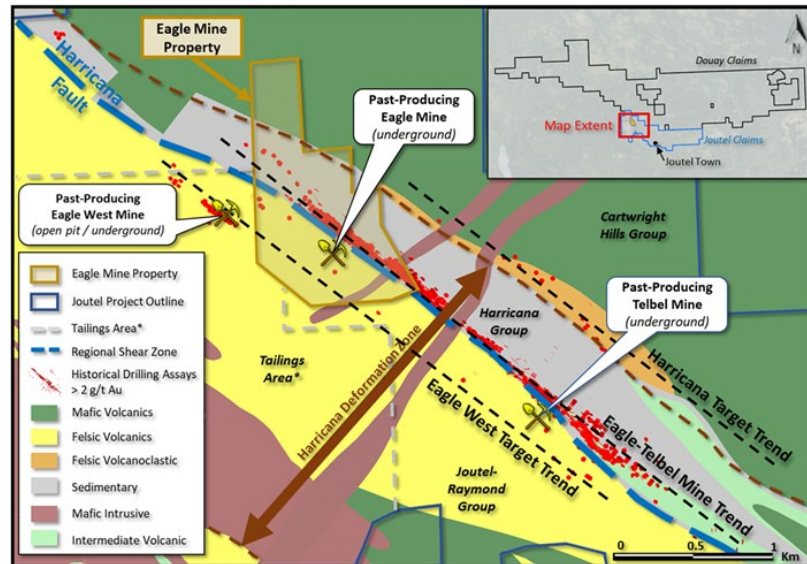 Harricana
Fault
Eagle Mine
Property
Past-Producing
Eagle Mine
(underground)
Past-Producing
Eagle West Mine
(open pit / underground)
N
Douay Claims
Map Extent
Joutel Claims
Joutel Town
Cartwright
Hills Group
Past-Producing
Telbel Mine
(underground)
Harricana
Group
Harricana Target Trend
Eagle-Telbel Mine Trend
Eagle West Target Trend
Harricana Deformation Zone
Tailings
Area*
Joutel-
Raymond
Group
Eagle Mine Property
Joutel Project Outline
Tailings Area*
Regional Shear Zone
Historical Drilling Assays
> 2 g/t Au
Mafic Volcanics
Felsic Volcanics
Felsic Volcanoclastic
Sedimentary
Mafic Intrusive
Intermediate Volcanic
0 0.5 1
Km